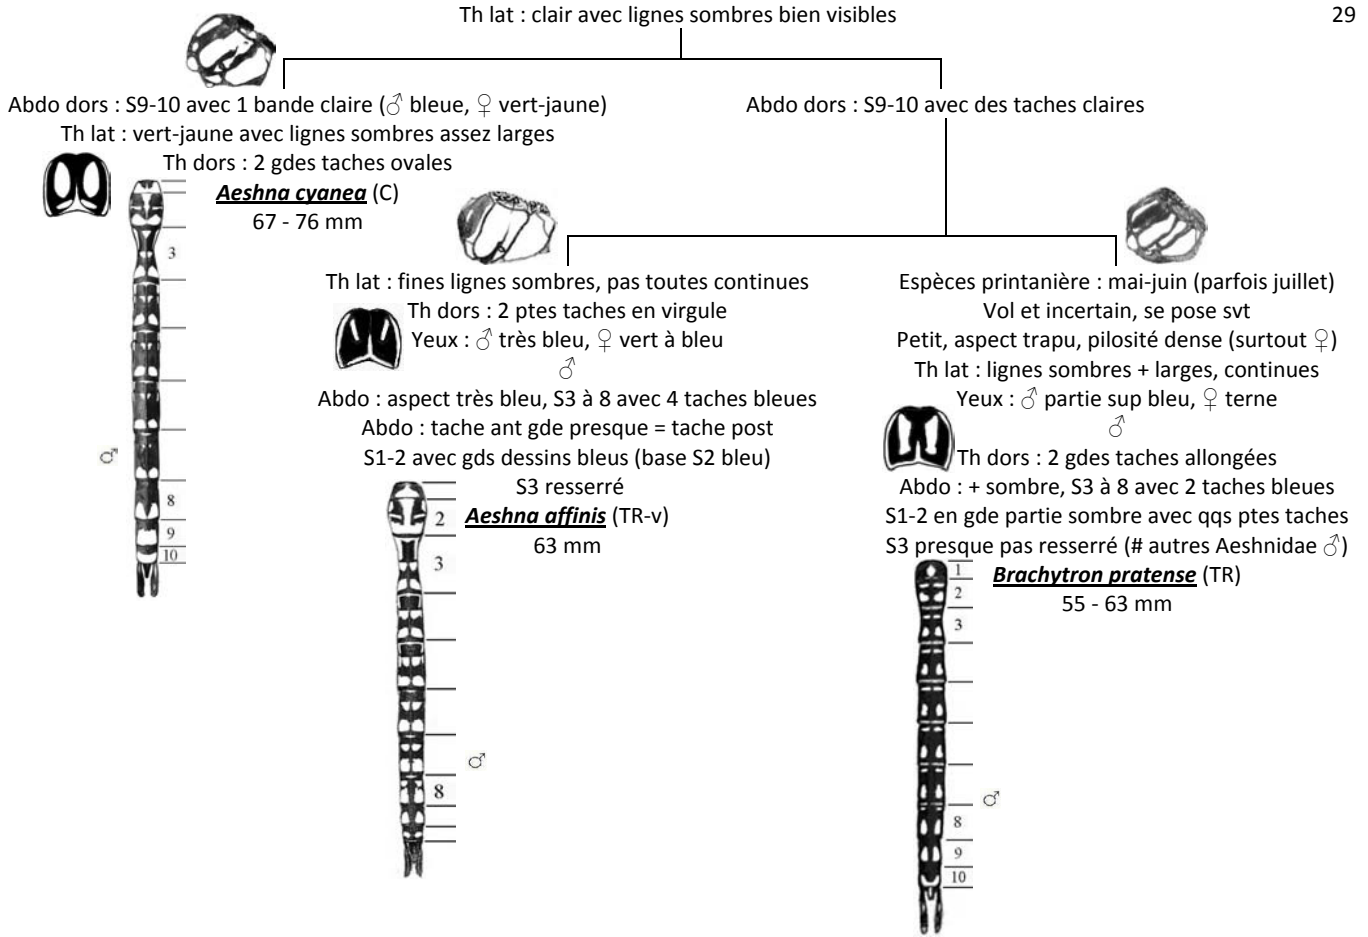 Th lat : clair avec lignes sombres bien visibles
29
Abdo dors : S9-10 avec 1 bande claire (♂ bleue, ♀ vert-jaune)
Th lat : vert-jaune avec lignes sombres assez larges
Th dors : 2 gdes taches ovales
Aeshna cyanea (C)
67 - 76 mm
3
♂
8
9
10
Abdo dors : S9-10 avec des taches claires
Th lat : fines lignes sombres, pas toutes continues
Th dors : 2 ptes taches en virgule
Yeux : ♂ très bleu, ♀ vert à bleu
♂
Abdo : aspect très bleu, S3 à 8 avec 4 taches bleues
Abdo : tache ant gde presque = tache post
S1-2 avec gds dessins bleus (base S2 bleu)
S3 resserré
Aeshna affinis (TR-v)
63 mm
2
3
♂
8
Espèces printanière : mai-juin (parfois juillet)
Vol et incertain, se pose svt
Petit, aspect trapu, pilosité dense (surtout ♀)
Th lat : lignes sombres + larges, continues
Yeux : ♂ partie sup bleu, ♀ terne
♂
Th dors : 2 gdes taches allongées
Abdo : + sombre, S3 à 8 avec 2 taches bleues
S1-2 en gde partie sombre avec qqs ptes taches
S3 presque pas resserré (# autres Aeshnidae ♂)
Brachytron pratense (TR)
55 - 63 mm
1
2
3
♂
8
9
10